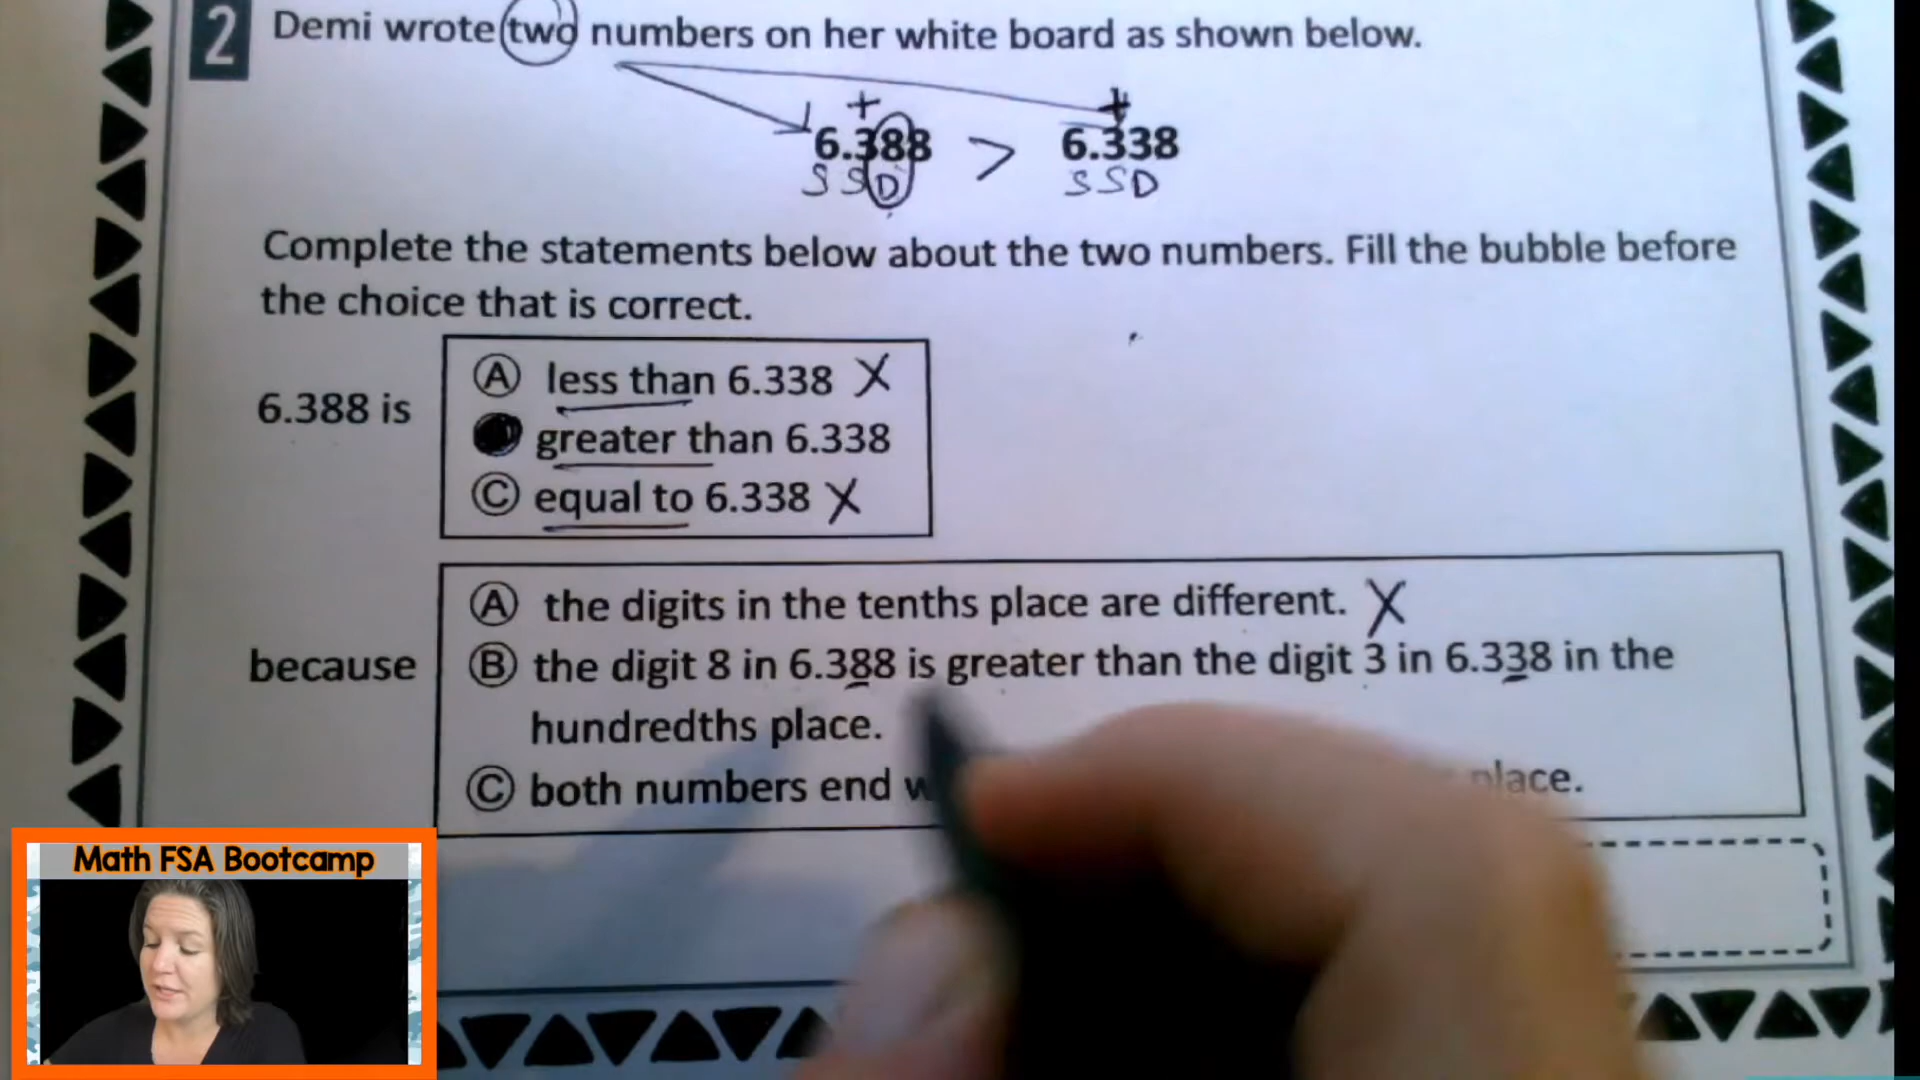 2 Demi wrote two numbers on her white board as shown below.
+ +
6.388 > 6.338
S S D S S D
Complete the statements below about the two numbers. Fill the bubble before
the choice that is correct.
6.388 is
A less than 6.338 X
greater than 6.338
C equal to 6.338 X
because
A the digits in the tenths place are different. X
B the digit 8 in 6.388 is greater than the digit 3 in 6.338 in the
hundredths place.
C both numbers end place.
Math FSA Bootcamp